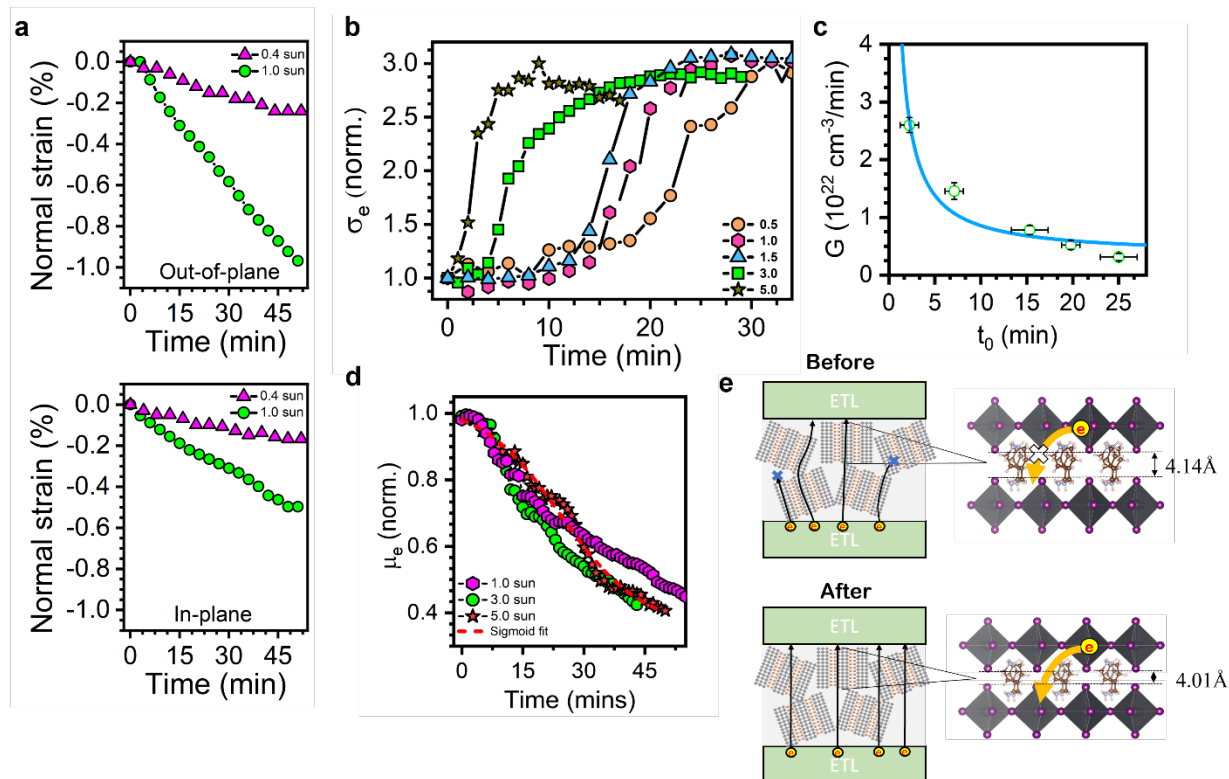 a
Normal strain (%)
0.0
-0.2
-0.4
-0.6
-0.8
-1.0
0.4 sun
1.0 sun
Out-of-plane
0 15 30 45
Time (min)
Normal strain (%)
0.0
-0.2
-0.4
-0.6
-0.8
-1.0
0.4 sun
1.0 sun
In-plane
0 15 30 45
Time (min)
b
σe (norm.)
3.0
2.5
2.0
1.5
1.0
0.5
1.0
1.5
3.0
5.0
0 10 20 30
Time (min)
c
G (10²² cm⁻³/min)
4
3
2
1
0
0 5 10 15 20 25
t₀ (min)
d
μe (norm.)
1.0
0.8
0.6
0.4
1.0 sun
3.0 sun
5.0 sun
Sigmoid fit
0 15 30 45
Time (mins)
e
Before
ETL
ETL
e e e e
e
4.14Å
After
ETL
ETL
e e e e
e
4.01Å